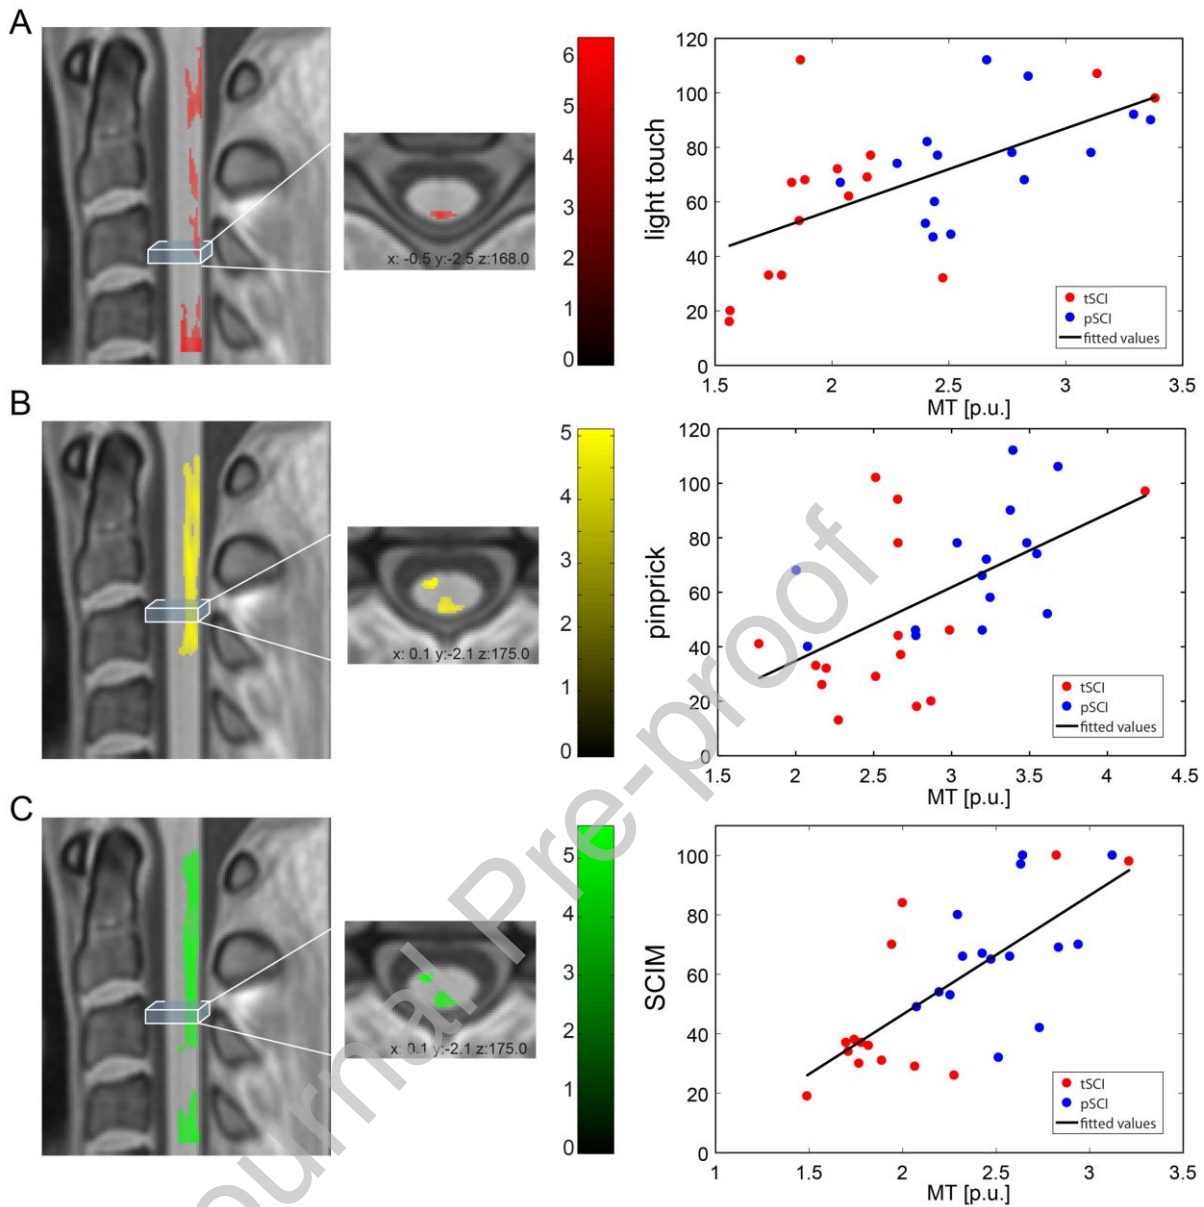 A
6
5
4
3
2
1
0
x: -0.5 y:-2.5 z:168.0
light touch
120
100
80
60
40
20
0
1.5 2 2.5 3 3.5
MT [p.u.]
tSCI
pSCI
fitted values
B
5
4
3
2
1
0
x: 0.1 y:-2.1 z:175.0
pinprick
120
100
80
60
40
20
0
1.5 2 2.5 3 3.5 4 4.5
MT [p.u.]
tSCI
pSCI
fitted values
C
5
4
3
2
1
0
x: 0.1 y:-2.1 z:175.0
SCIM
100
80
60
40
20
0
1 1.5 2 2.5 3 3.5
MT [p.u.]
tSCI
pSCI
fitted values
Pre-proof